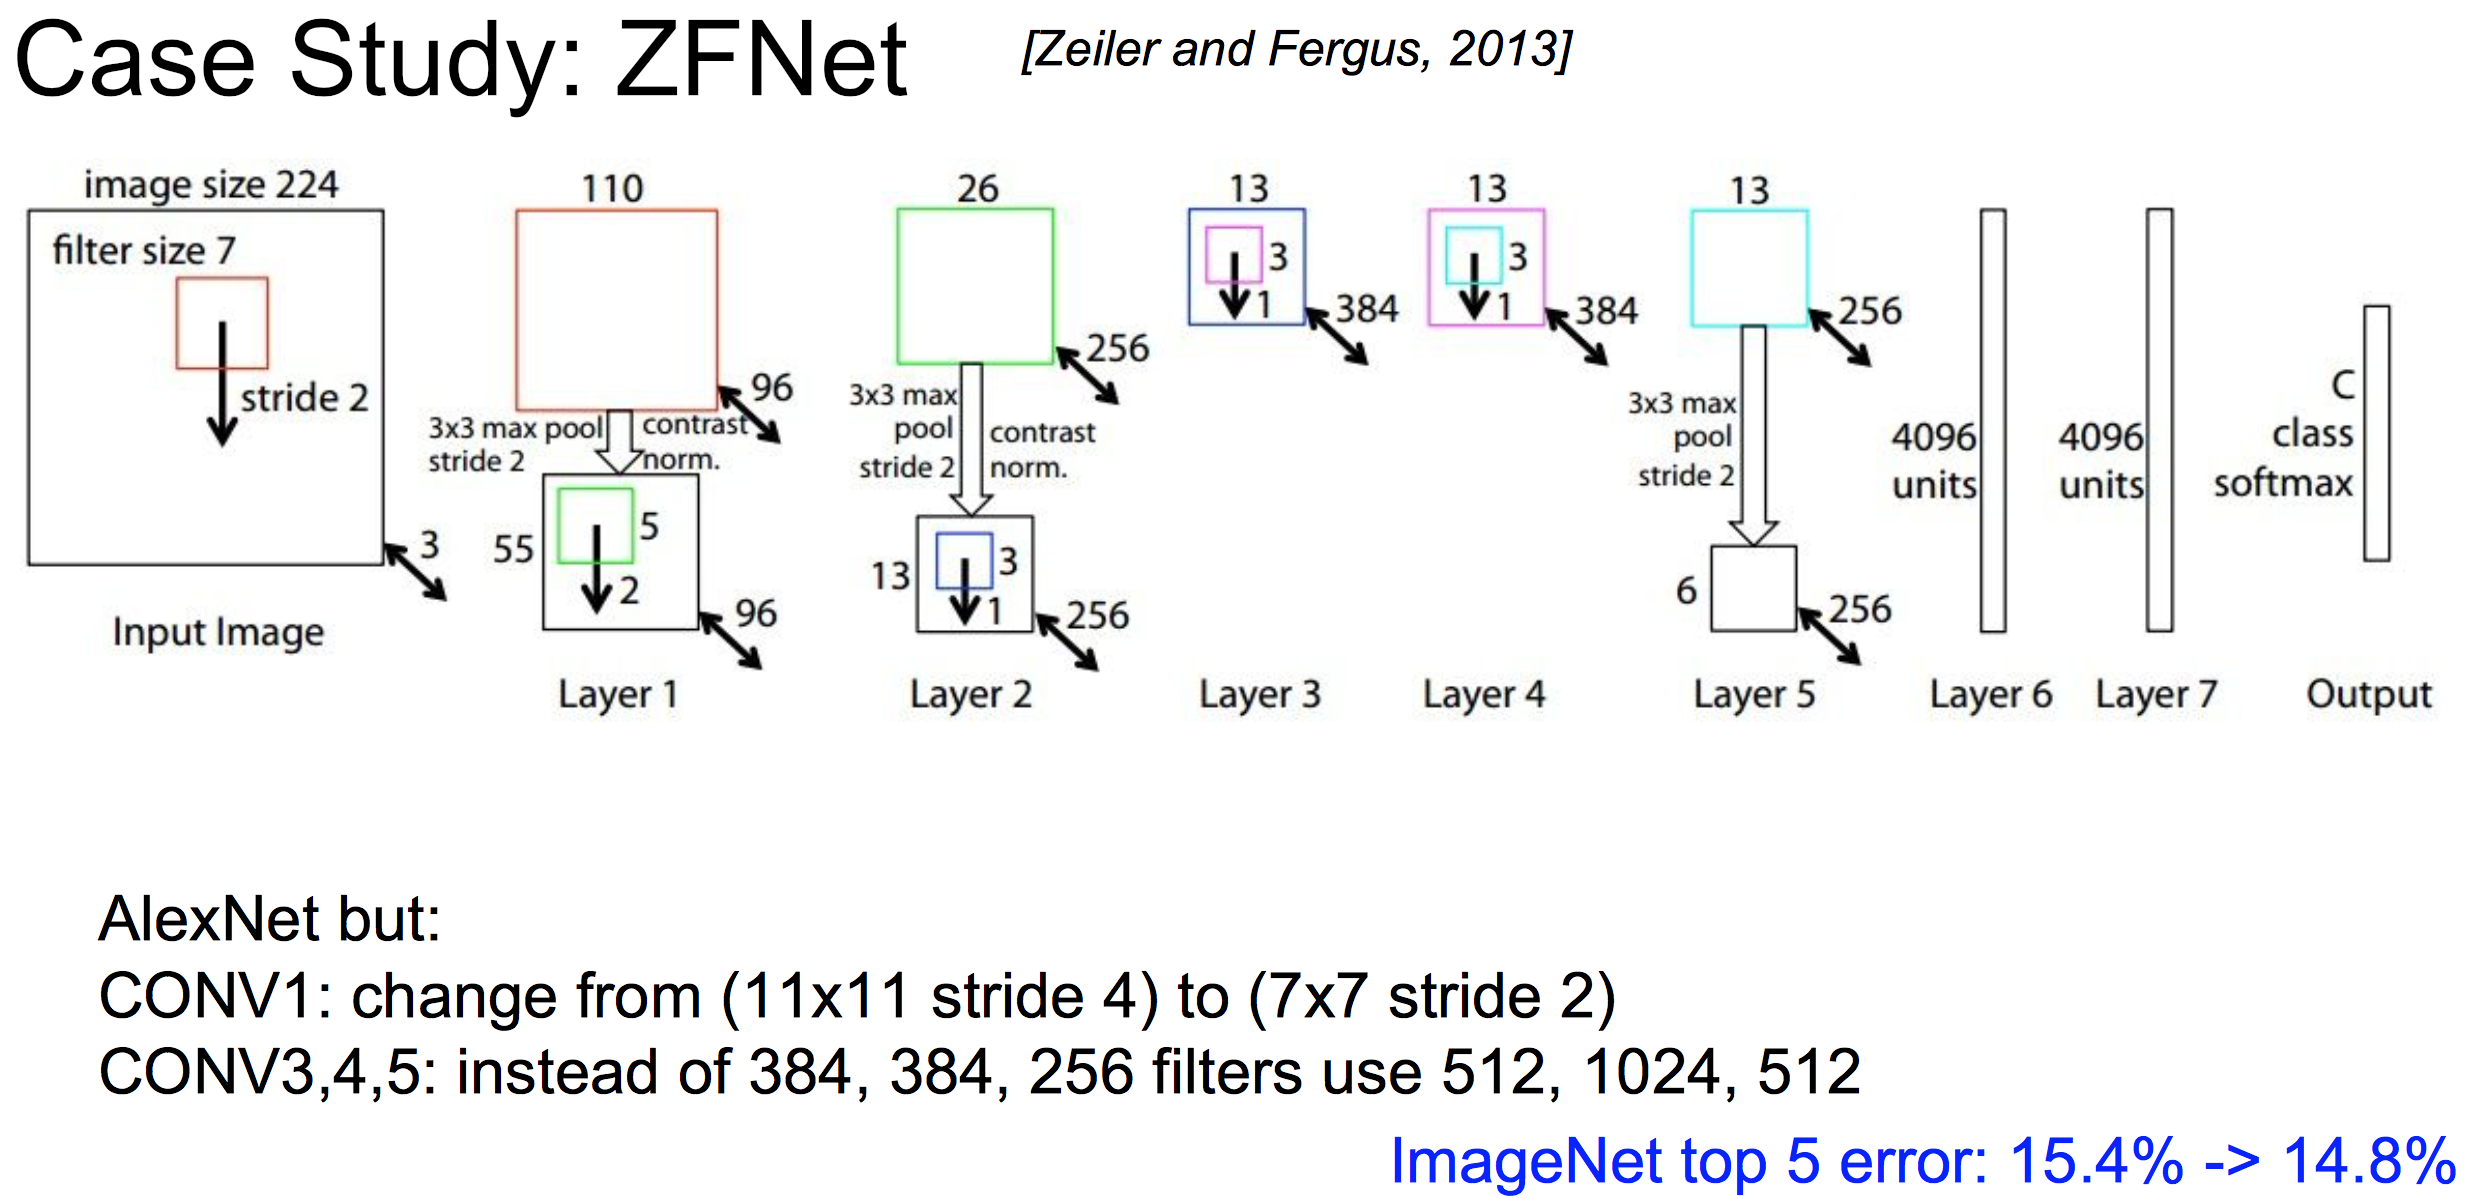 Case Study: ZFNet
[Zeiler and Fergus, 2013]
image size 224
filter size 7
stride 2
3
Input Image
110
96
3x3 max pool
stride 2
contrast
norm.
55
5
2
96
Layer 1
26
256
3x3 max
pool
stride 2
contrast
norm.
13
3
1
256
Layer 2
13
3
1
384
Layer 3
13
3
1
384
Layer 4
13
256
3x3 max
pool
stride 2
6
256
Layer 5
4096
units
Layer 6
4096
units
Layer 7
C
class
softmax
Output
AlexNet but:
CONV1: change from (11x11 stride 4) to (7x7 stride 2)
CONV3,4,5: instead of 384, 384, 256 filters use 512, 1024, 512
ImageNet top 5 error: 15.4% -> 14.8%